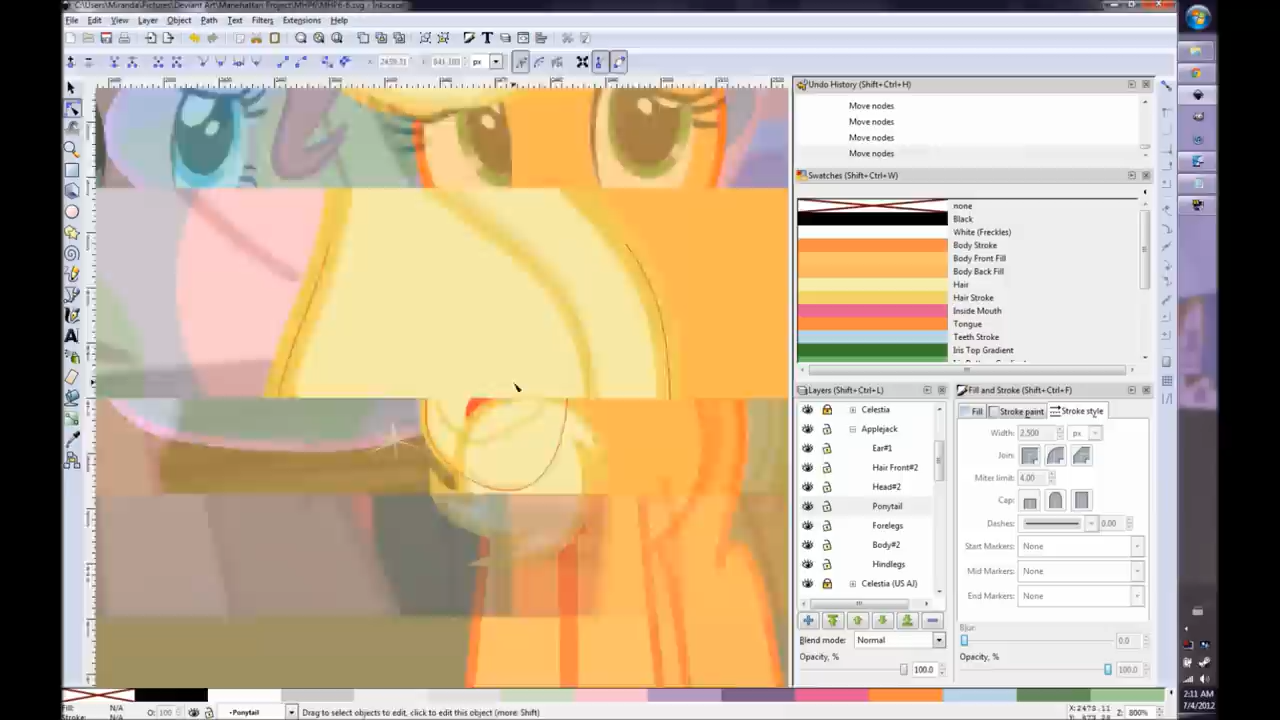 C:\Users\Miranda\Pictures\Deviant Art\Manehattan Project\MHP6\MHP6-6.svg - Inkscape
File Edit View Layer Object Path Text Filters Extensions Help
px
Undo History (Shift+Ctrl+H)
Move nodes
Move nodes
Move nodes
Move nodes
Swatches (Shift+Ctrl+W)
none
Black
White (Freckles)
Body Stroke
Body Front Fill
Body Back Fill
Hair
Hair Stroke
Inside Mouth
Tongue
Teeth Stroke
Iris Top Gradient
Layers (Shift+Ctrl+L)
Celestia
Applejack
Ear#1
Hair Front#2
Head#2
Ponytail
Forelegs
Body#2
Hindlegs
Celestia (US AJ)
Blend mode: Normal
Opacity, %
100.0
Fill and Stroke (Shift+Ctrl+F)
Fill Stroke paint Stroke style
Width: 2.500 px
Join:
Miter limit: 4.00
Cap:
Dashes: 0.00
Start Markers: None
Mid Markers: None
End Markers: None
Blur:
0.0
Opacity, %
100.0
Fill: N/A
Stroke: N/A
O: 100
-Ponytail
Drag to select objects to edit, click to edit this object (more: Shift)
X: 2473.11
Z: 800%
2:11 AM
7/4/2012